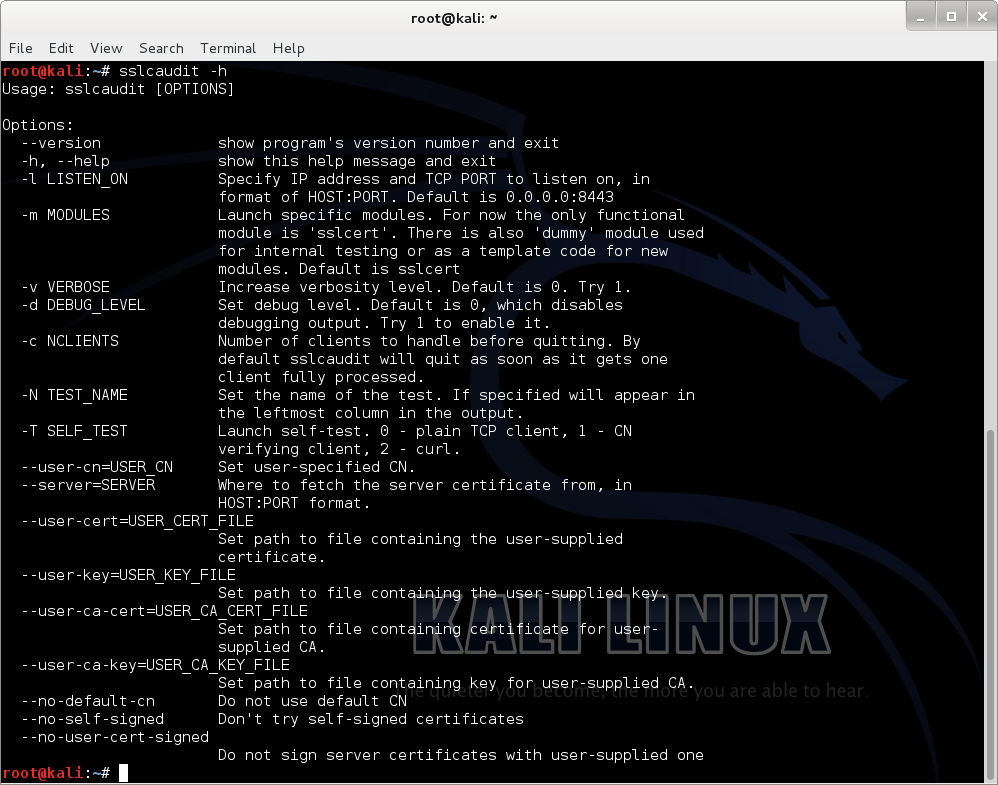 root@kali: ~
File Edit View Search Terminal Help
root@kali:~# sslcaudit -h
Usage: sslcaudit [OPTIONS]
Options:
--version show program's version number and exit
-h, --help show this help message and exit
-l LISTEN_ON Specify IP address and TCP PORT to listen on, in
format of HOST:PORT. Default is 0.0.0.0:8443
-m MODULES Launch specific modules. For now the only functional
module is 'sslcert'. There is also 'dummy' module used
for internal testing or as a template code for new
modules. Default is sslcert
-v VERBOSE Increase verbosity level. Default is 0. Try 1.
-d DEBUG_LEVEL Set debug level. Default is 0, which disables
debugging output. Try 1 to enable it.
-c NCLIENTS Number of clients to handle before quitting. By
default sslcaudit will quit as soon as it gets one
client fully processed.
-N TEST_NAME Set the name of the test. If specified will appear in
the leftmost column in the output.
-T SELF_TEST Launch self-test. 0 - plain TCP client, 1 - CN
verifying client, 2 - curl.
--user-cn=USER_CN Set user-specified CN.
--server=SERVER Where to fetch the server certificate from, in
HOST:PORT format.
--user-cert=USER_CERT_FILE
Set path to file containing the user-supplied
certificate.
--user-key=USER_KEY_FILE
Set path to file containing the user-supplied key.
--user-ca-cert=USER_CA_CERT_FILE
Set path to file containing certificate for user-
supplied CA.
--user-ca-key=USER_CA_KEY_FILE
Set path to file containing key for user-supplied CA.
--no-default-cn Do not use default CN
--no-self-signed Don't try self-signed certificates
--no-user-cert-signed
Do not sign server certificates with user-supplied one
root@kali:~#
KALI LINUX
the quieter you become, the more you are able to hear.